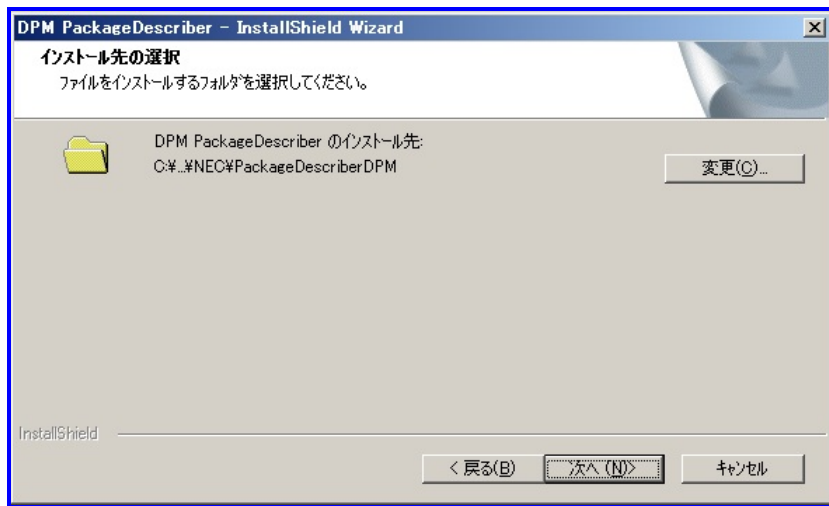 DPM PackageDescriber - InstallShield Wizard
インストール先の選択
ファイルをインストールするフォルダを選択してください。
DPM PackageDescriber のインストール先:
C:¥...¥NEC¥PackageDescriberDPM
変更(C)...
InstallShield
< 戻る(B)
次へ (N)>
キャンセル